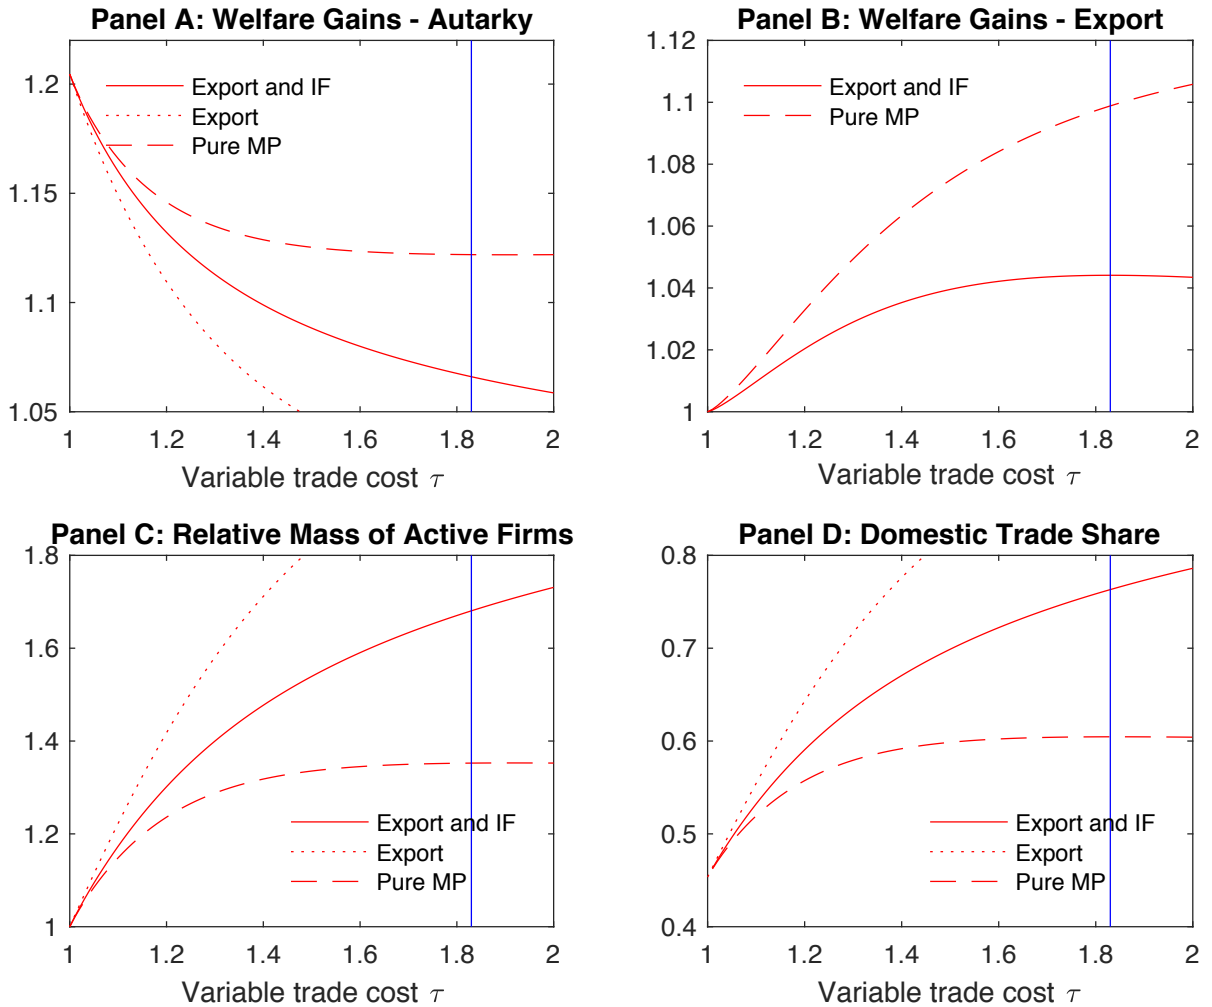 Panel A: Welfare Gains - Autarky
1.2
1.15
1.1
1.05
Export and IF
Export
Pure MP
1 1.2 1.4 1.6 1.8 2
Variable trade cost τ
Panel B: Welfare Gains - Export
1.12
1.1
1.08
1.06
1.04
1.02
1
Export and IF
Pure MP
1 1.2 1.4 1.6 1.8 2
Variable trade cost τ
Panel C: Relative Mass of Active Firms
1.8
1.6
1.4
1.2
1
Export and IF
Export
Pure MP
1 1.2 1.4 1.6 1.8 2
Variable trade cost τ
Panel D: Domestic Trade Share
0.8
0.7
0.6
0.5
0.4
Export and IF
Export
Pure MP
1 1.2 1.4 1.6 1.8 2
Variable trade cost τ